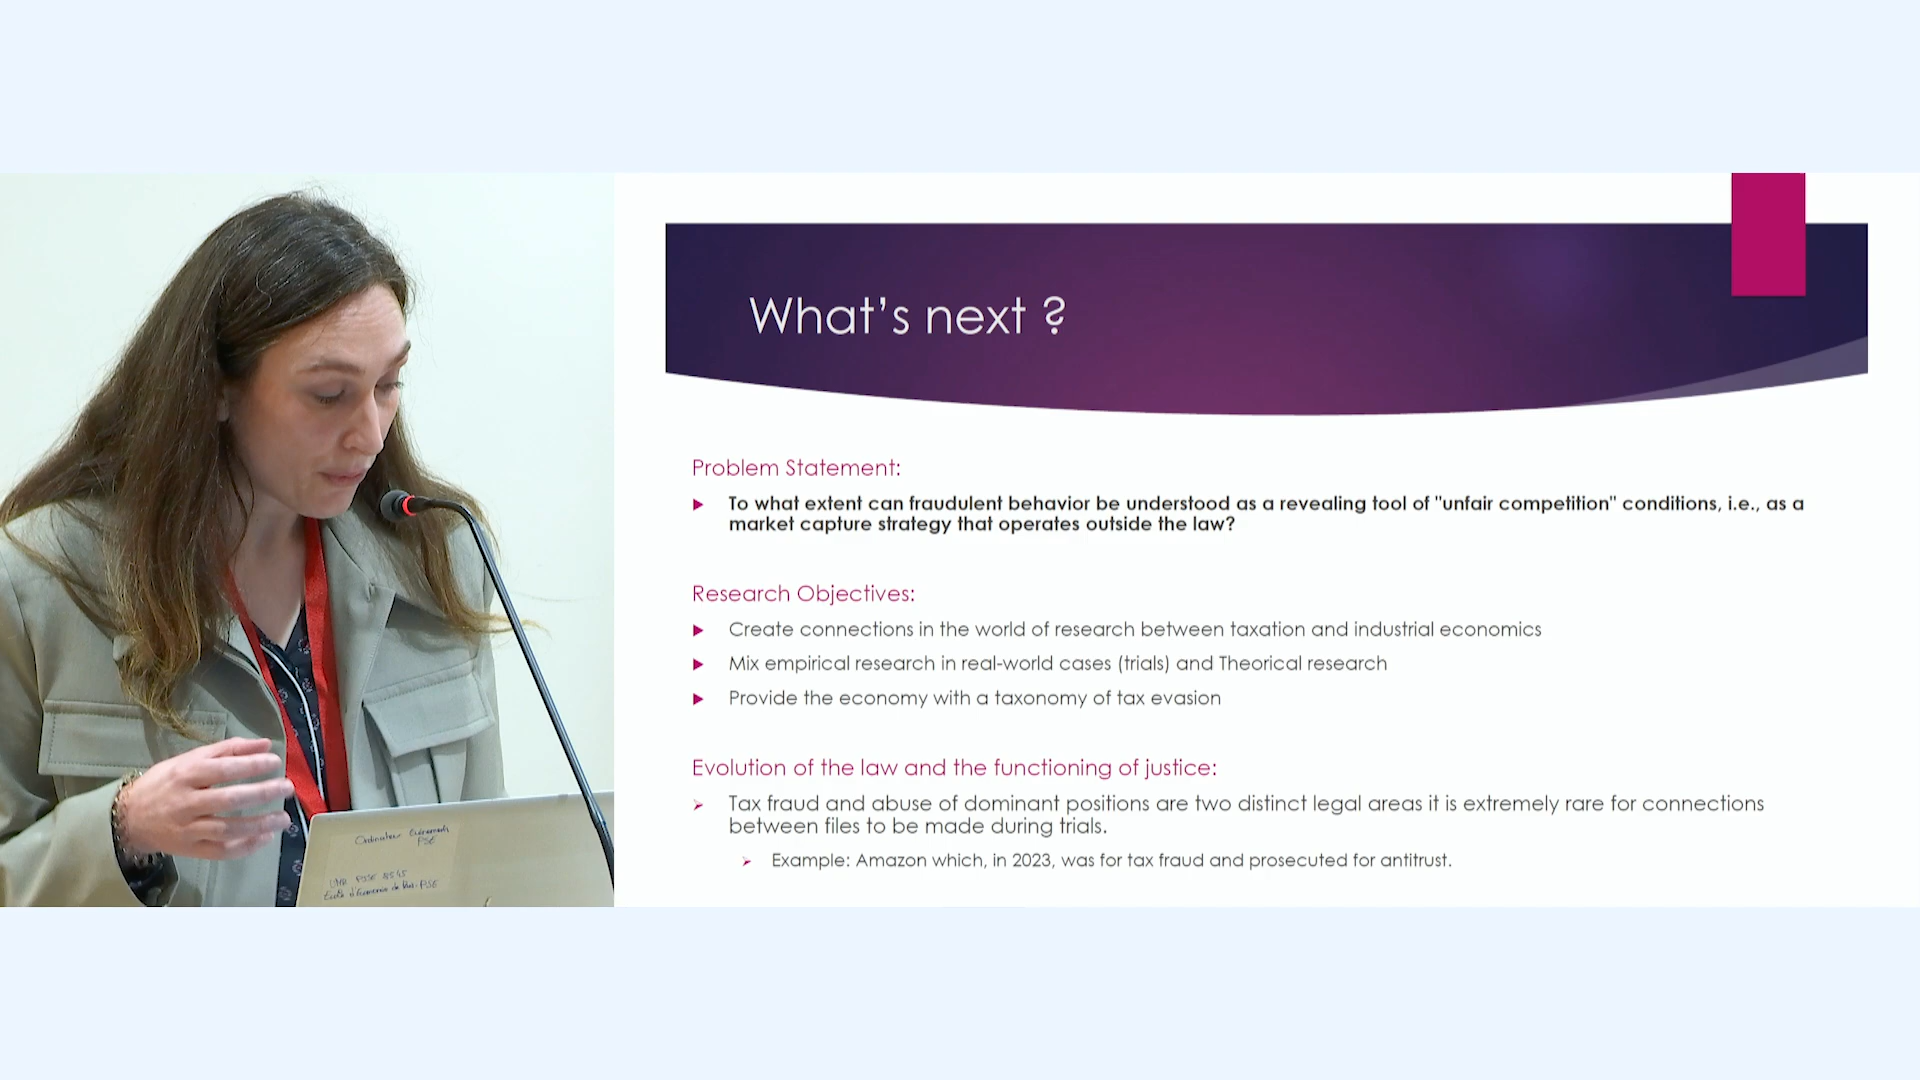 What's next ?
Problem Statement:
To what extent can fraudulent behavior be understood as a revealing tool of "unfair competition" conditions, i.e., as a
market capture strategy that operates outside the law?
Research Objectives:
Create connections in the world of research between taxation and industrial economics
Mix empirical research in real-world cases (trials) and Theorical research
Provide the economy with a taxonomy of tax evasion
Evolution of the law and the functioning of justice:
Tax fraud and abuse of dominant positions are two distinct legal areas it is extremely rare for connections
between files to be made during trials.
Example: Amazon which, in 2023, was for tax fraud and prosecuted for antitrust.
Ordinateur
PSE
PSE